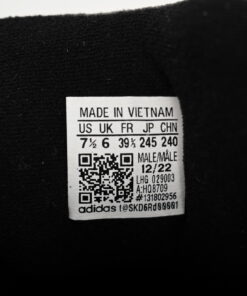 MADE IN VIETNAM
US UK FR JP CHN
7½ 6 39⅓ 245 240
MALE/MÂLE
12/22
LHG 029003
A:HQ8709
#131802956
adidas